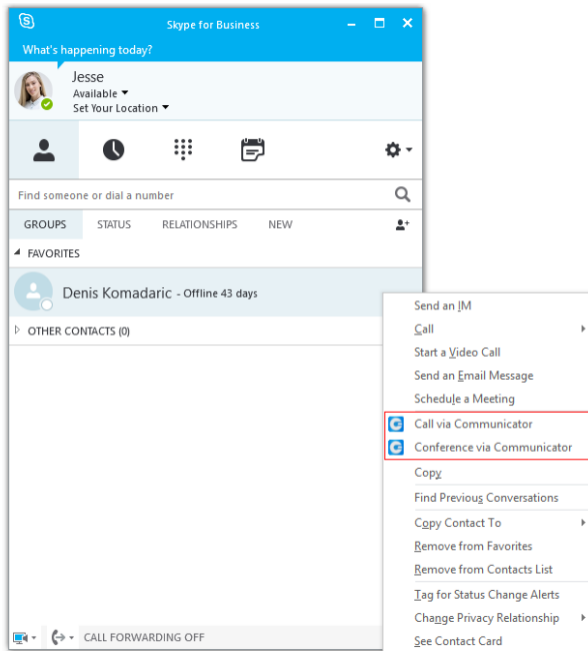 Skype for Business
What's happening today?
Jesse
Available
Set Your Location
Find someone or dial a number
GROUPS STATUS RELATIONSHIPS NEW
FAVORITES
Denis Komadaric - Offline 43 days
OTHER CONTACTS (0)
Send an IM
Call
Start a Video Call
Send an Email Message
Schedule a Meeting
Call via Communicator
Conference via Communicator
Copy
Find Previous Conversations
Copy Contact To
Remove from Favorites
Remove from Contacts List
Tag for Status Change Alerts
Change Privacy Relationship
See Contact Card
CALL FORWARDING OFF